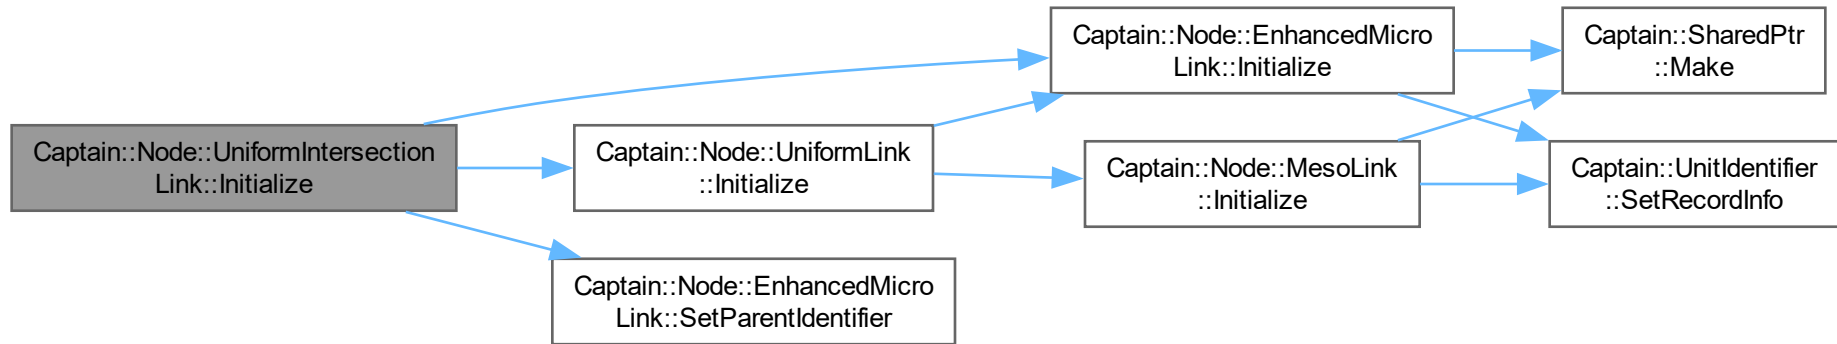 Captain::Node::UniformIntersection
Link::Initialize
Captain::Node::EnhancedMicro
Link::Initialize
Captain::Node::UniformLink
::Initialize
Captain::Node::EnhancedMicro
Link::SetParentIdentifier
Captain::Node::MesoLink
::Initialize
Captain::SharedPtr
::Make
Captain::UnitIdentifier
::SetRecordInfo